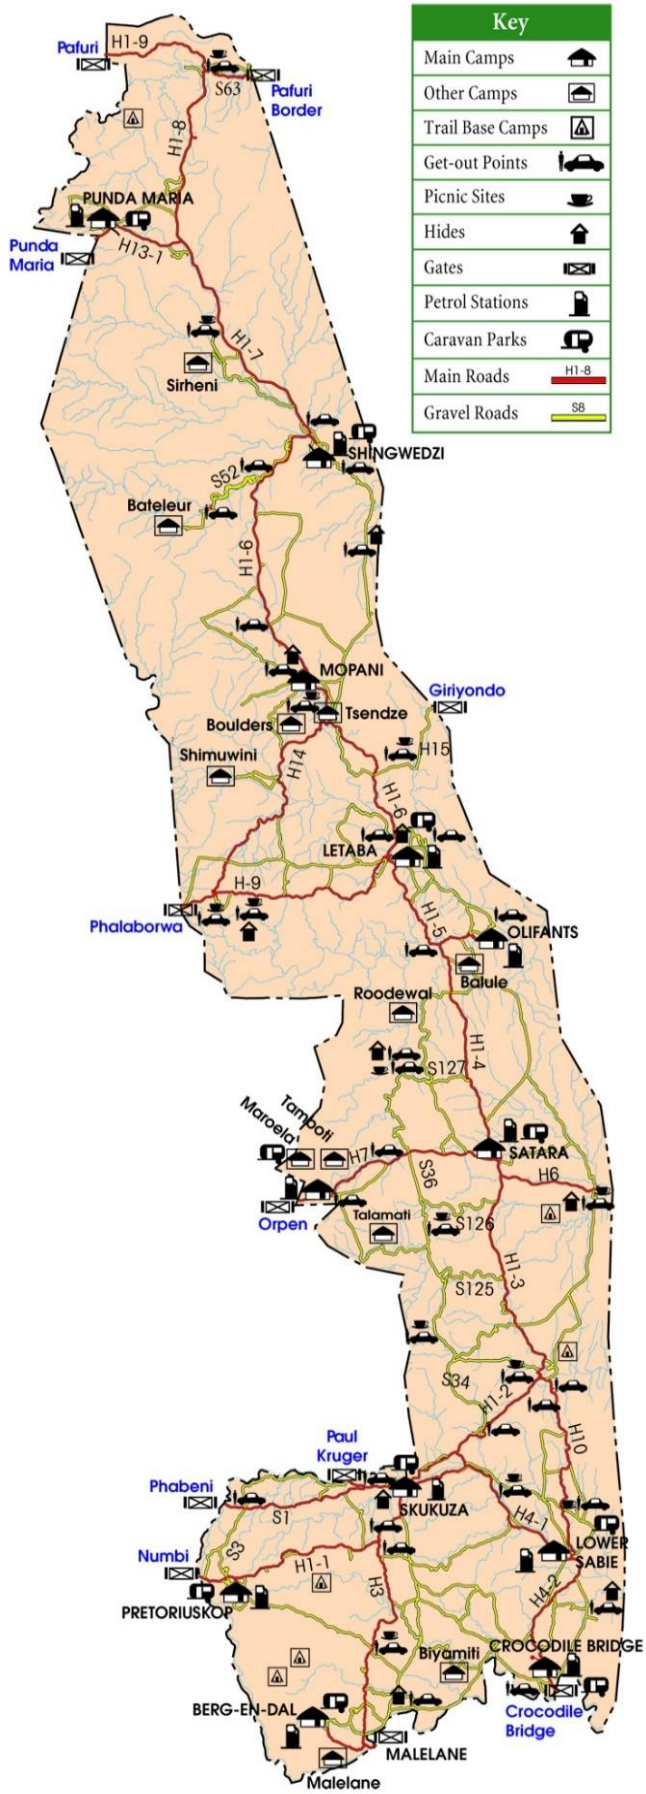 Key
Main Camps
Other Camps
Trail Base Camps
Get-out Points
Picnic Sites
Hides
Gates
Petrol Stations
Caravan Parks
Main Roads
H1-8
Gravel Roads
S8
Pafuri
H1-9
S63
Pafuri
Border
H1-8
PUNDA MARIA
Punda
Maria
H13-1
H1-7
Sirheni
SHINGWEDZI
S52
Bateleur
H1-6
MOPANI
Giriyondo
Boulders
Tsendze
Shimuwini
H14
H15
H1-6
LETABA
H-9
Phalaborwa
H1-5
OLIFANTS
Balule
Roodewal
H1-4
S127
Tamboti
Maroela
H7
SATARA
S36
H6
Orpen
Talamati
S126
H1-3
S125
S34
H1-2
H10
Paul
Kruger
Phabeni
SKUKUZA
S1
H4-1
LOWER
SABIE
Numbi
S3
H1-1
H3
H4-2
PRETORIUSKOP
Biyamiti
CROCODILE BRIDGE
BERG-EN-DAL
Crocodile
Bridge
MALELANE
Malelane